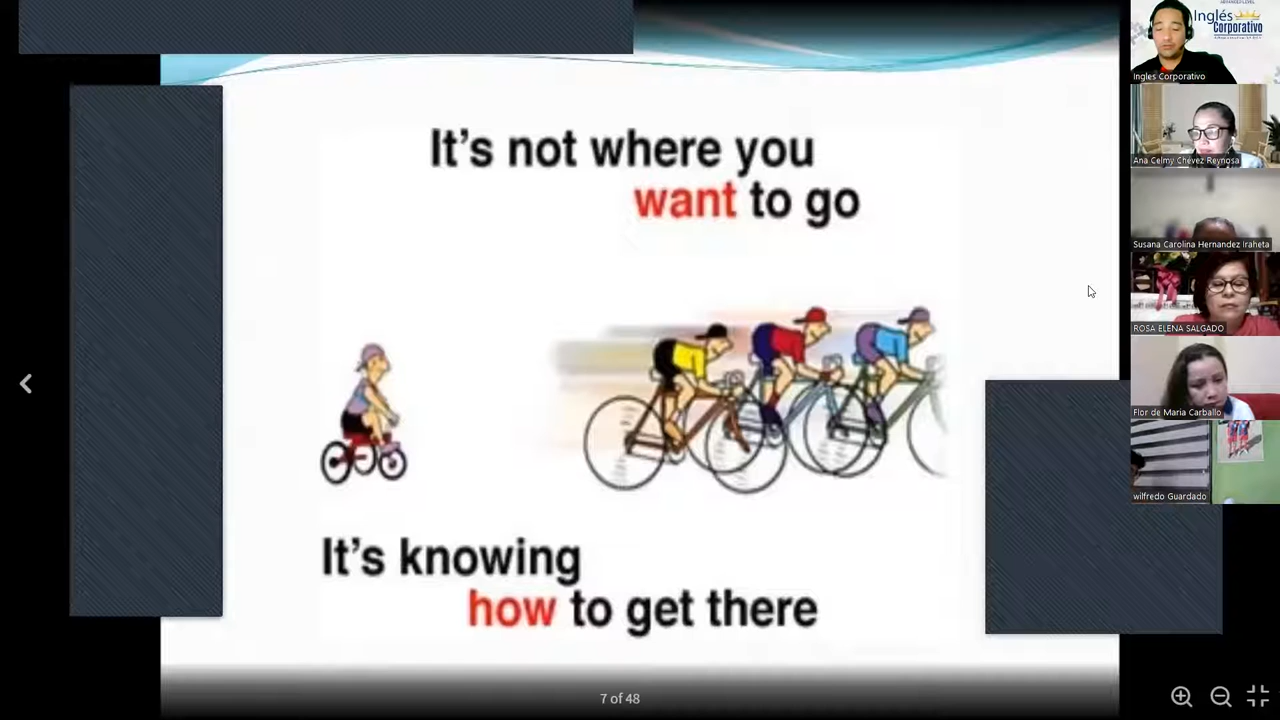 It's not where you
want to go
It's knowing
how to get there
7 of 48
Inglés
Corporativo
Ingles Corporativo
Ana Celmy Chévez Reynosa
Susana Carolina Hernandez Iraheta
ROSA ELENA SALGADO
Flor de Maria Carballo
wilfredo Guardado